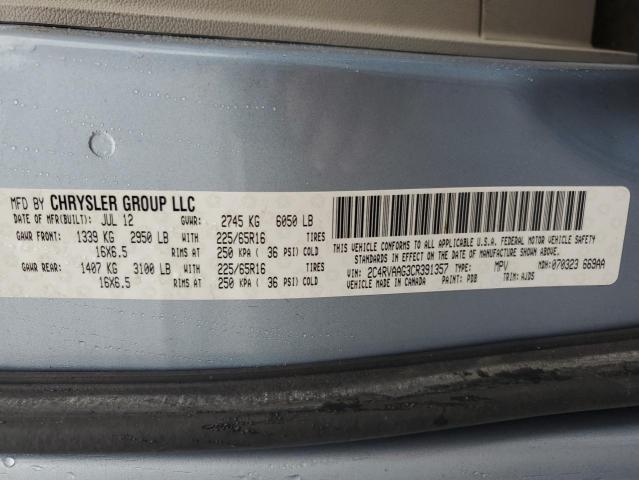 MFD BY CHRYSLER GROUP LLC
DATE OF MFR(BUILT): JUL 12 GVWR: 2745 KG 6050 LB
GAWR FRONT: 1339 KG 2950 LB WITH 225/65R16 TIRES
16X6.5 RIMS AT 250 KPA ( 36 PSI) COLD
GAWR REAR: 1407 KG 3100 LB WITH 225/65R16 TIRES
16X6.5 RIMS AT 250 KPA ( 36 PSI) COLD
THIS VEHICLE CONFORMS TO ALL APPLICABLE U.S.A. FEDERAL MOTOR VEHICLE SAFETY
STANDARDS IN EFFECT ON THE DATE OF MANUFACTURE SHOWN ABOVE.
VIN: 2C4RVAAG3CR391357 TYPE: MPV MDH: 070323 669AA
VEHICLE MADE IN CANADA PAINT: PDB TRIM: AJDS